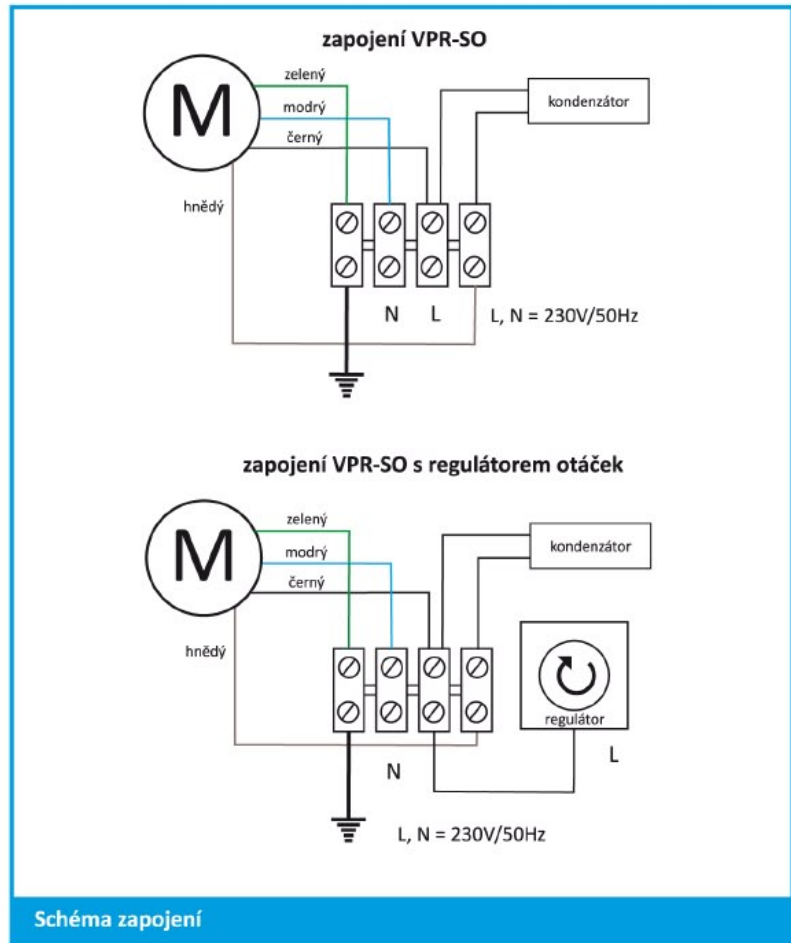 zapojení VPR-SO
M
zelený
modrý
černý
hnědý
kondenzátor
N L
L, N = 230V/50Hz
zapojení VPR-SO s regulátorem otáček
M
zelený
modrý
černý
hnědý
kondenzátor
regulátor
N
L
L, N = 230V/50Hz
Schéma zapojení